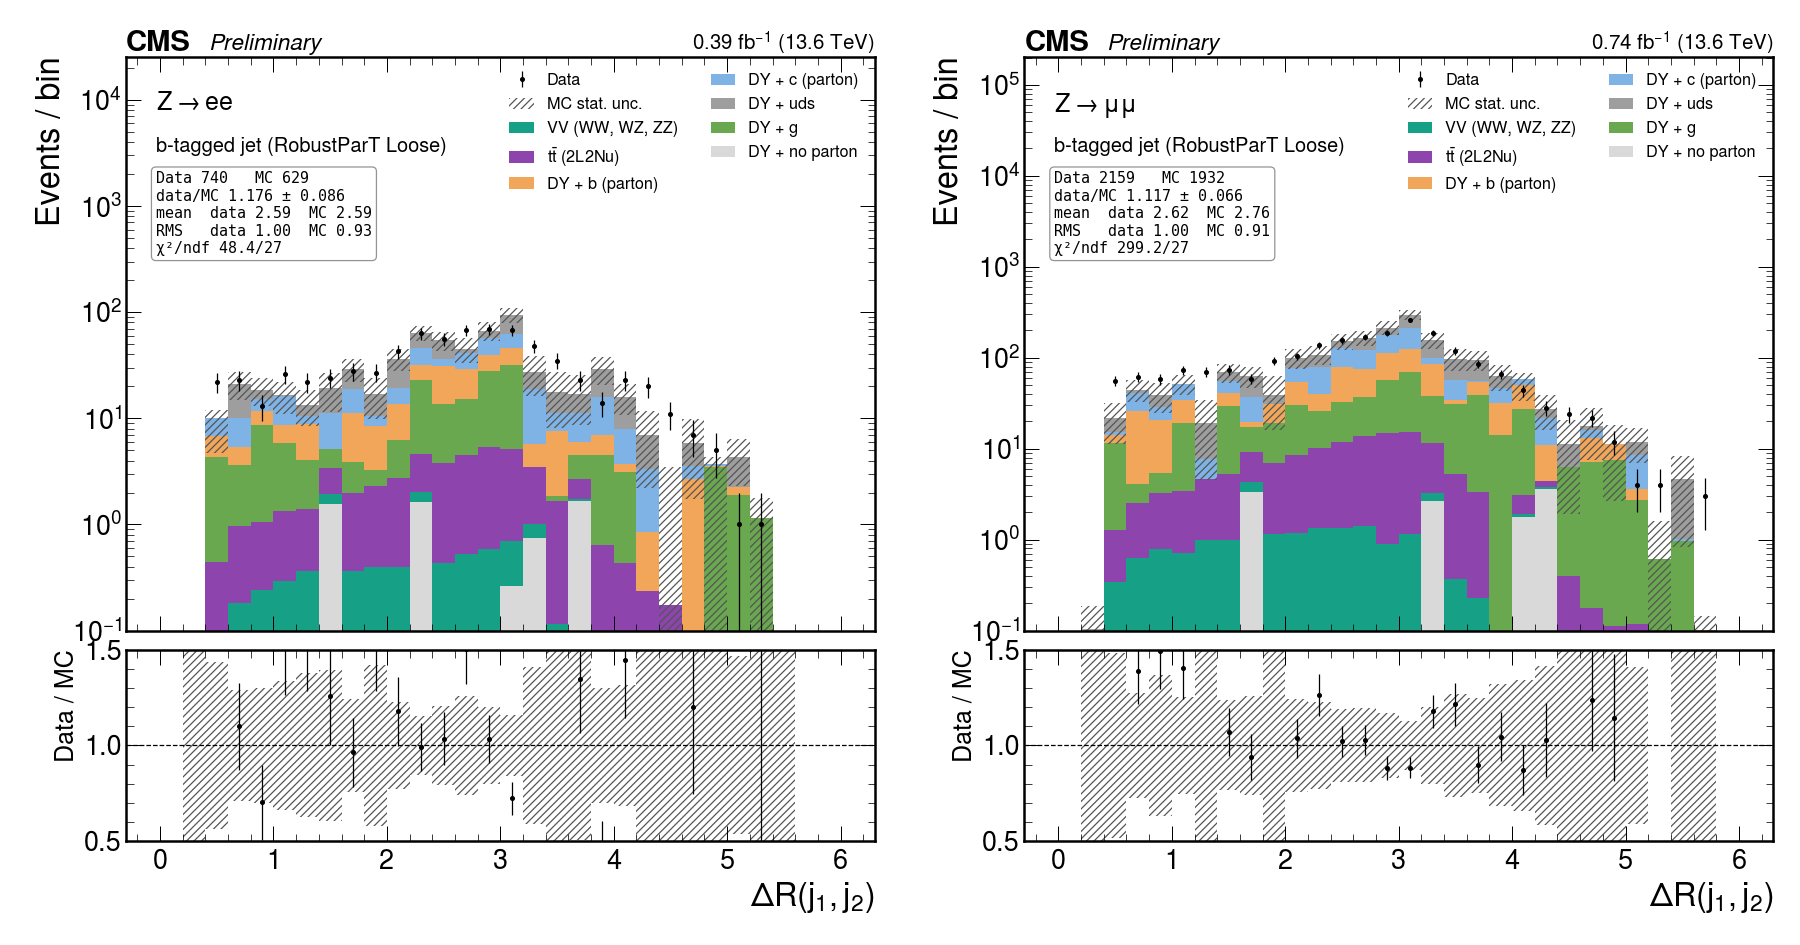 CMS Preliminary 0.39 fb⁻¹ (13.6 TeV)
Events / bin
Z → ee
b-tagged jet (RobustParT Loose)
Data 740   MC 629
data/MC 1.176 ± 0.086
mean  data 2.59  MC 2.59
RMS   data 1.00  MC 0.93
χ²/ndf 48.4/27
Data
MC stat. unc.
VV (WW, WZ, ZZ)
tt̄ (2L2Nu)
DY + b (parton)
DY + c (parton)
DY + uds
DY + g
DY + no parton
10⁴
10³
10²
10¹
10⁰
10⁻¹
Data / MC
1.5
1.0
0.5
0 1 2 3 4 5 6
ΔR(j₁, j₂)
CMS Preliminary 0.74 fb⁻¹ (13.6 TeV)
Events / bin
Z → μμ
b-tagged jet (RobustParT Loose)
Data 2159   MC 1932
data/MC 1.117 ± 0.066
mean  data 2.62  MC 2.76
RMS   data 1.00  MC 0.91
χ²/ndf 299.2/27
Data
MC stat. unc.
VV (WW, WZ, ZZ)
tt̄ (2L2Nu)
DY + b (parton)
DY + c (parton)
DY + uds
DY + g
DY + no parton
10⁵
10⁴
10³
10²
10¹
10⁰
10⁻¹
Data / MC
1.5
1.0
0.5
0 1 2 3 4 5 6
ΔR(j₁, j₂)